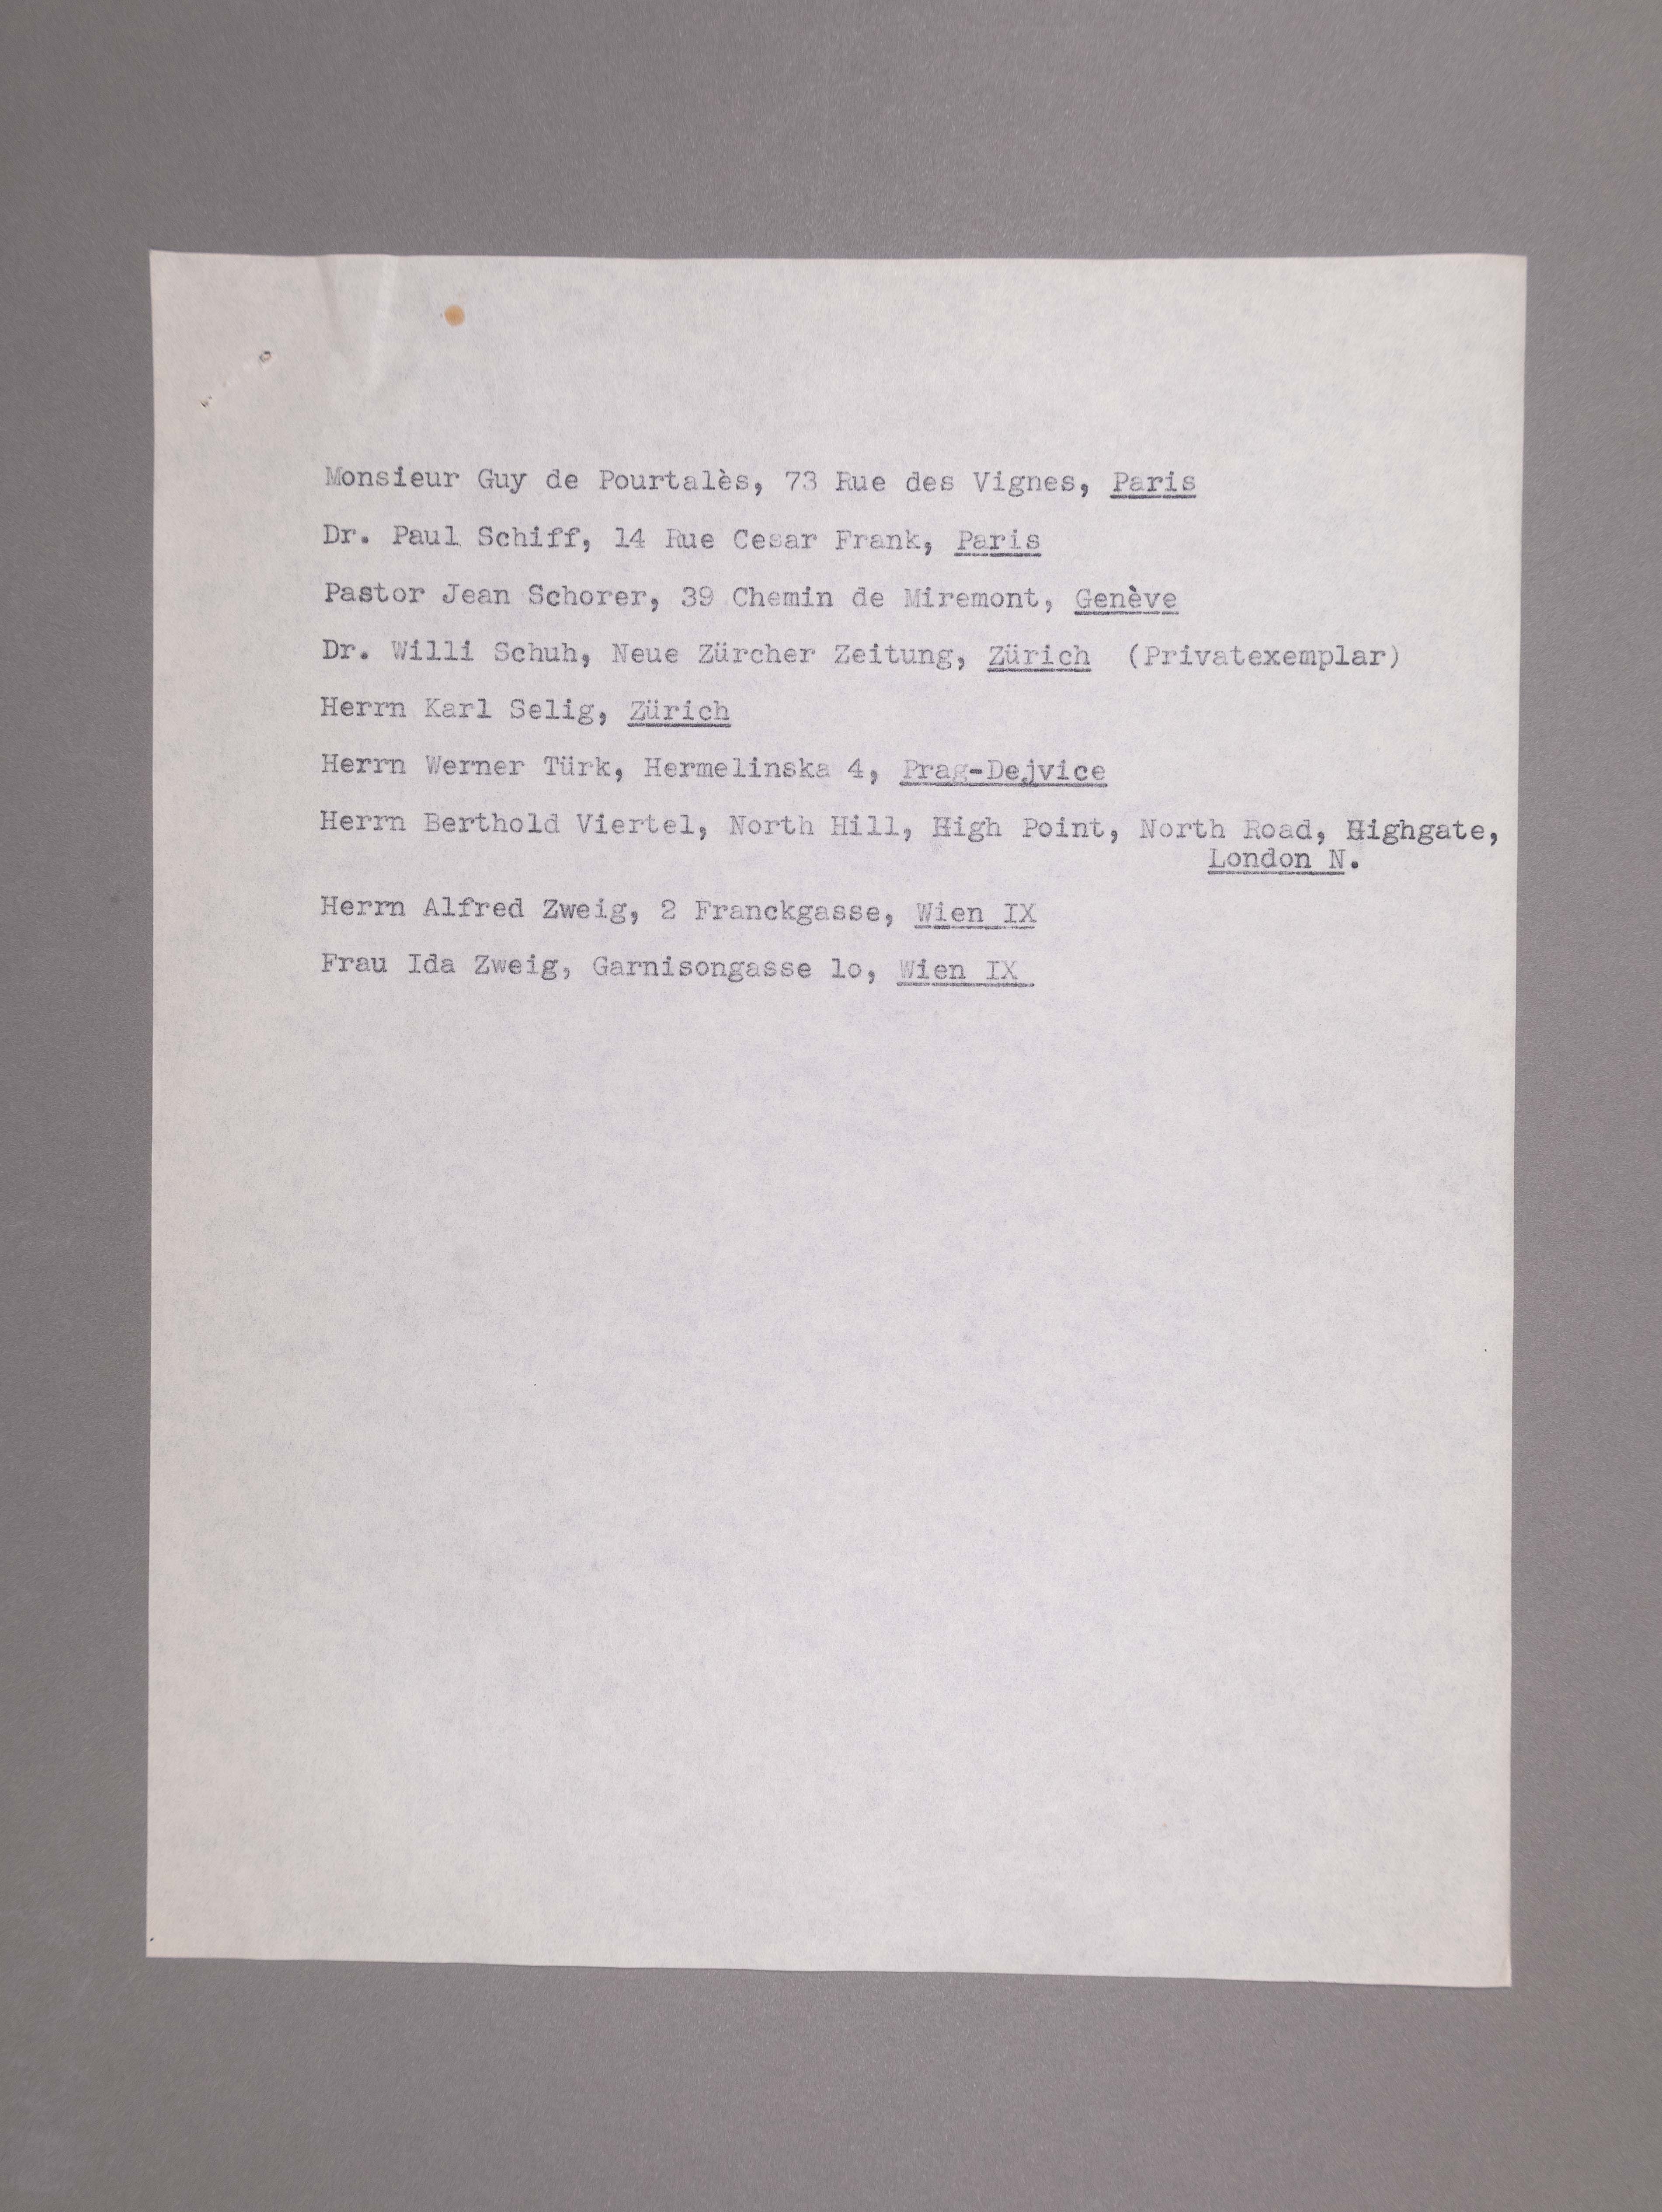 Monsieur Guy de Pourtalès, 73 Rue des Vignes, Paris
Dr. Paul Schiff, 14 Rue Cesar Frank, Paris
Pastor Jean Schorer, 39 Chemin de Miremont, Genève
Dr. Willi Schuh, Neue Zürcher Zeitung, Zürich (Privatexemplar)
Herrn Karl Selig, Zürich
Herrn Werner Türk, Hermelinska 4, Prag-Dejvice
Herrn Berthold Viertel, North Hill, High Point, North Road, Highgate,
London N.
Herrn Alfred Zweig, 2 Franckgasse, Wien IX
Frau Ida Zweig, Garnisongasse lo, Wien IX